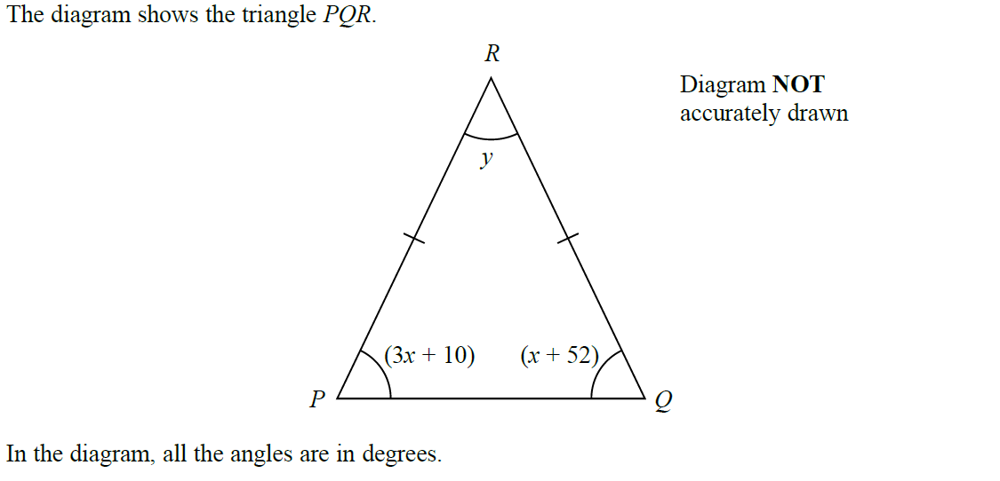 The diagram shows the triangle PQR.
R
Diagram NOT
accurately drawn
y
(3x + 10)
(x + 52)
P
Q
In the diagram, all the angles are in degrees.